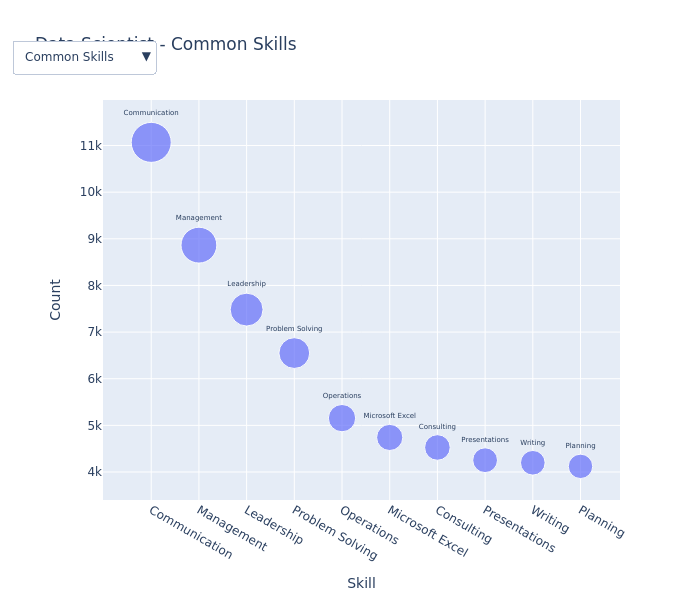 Data Scientist - Common Skills
Common Skills ▼
Communication
Management
Leadership
Problem Solving
Operations
Microsoft Excel
Consulting
Presentations
Writing
Planning
11k
10k
9k
8k
7k
6k
5k
4k
Count
Communication
Management
Leadership
Problem Solving
Operations
Microsoft Excel
Consulting
Presentations
Writing
Planning
Skill